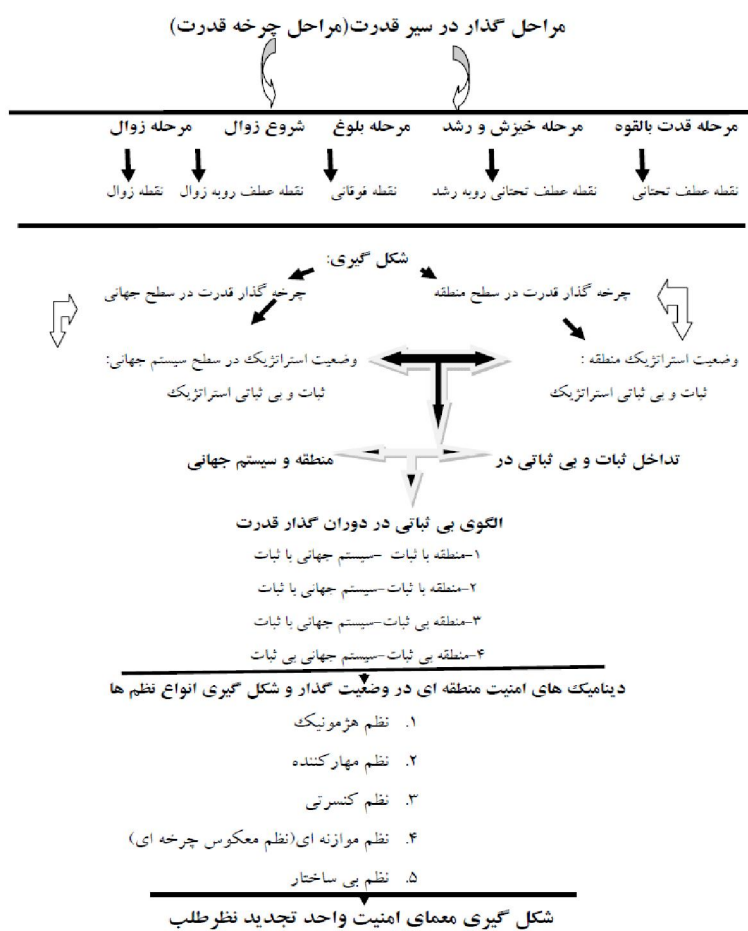 مراحل گذار در سیر قدرت(مراحل چرخه قدرت)
مرحله قدت بالقوه مرحله خیزش و رشد مرحله بلوغ شروع زوال مرحله زوال
نقطه عطف تحتانی نقطه عطف تحتانی روبه رشد نقطه فوقانی نقطه عطف روبه زوال نقطه زوال
شکل گیری:
چرخه گذار قدرت در سطح منطقه چرخه گذار قدرت در سطح جهانی
وضعیت استراتژیک منطقه : وضعیت استراتژیک در سطح سیستم جهانی:
ثبات و بی ثباتی استراتژیک ثبات و بی ثباتی استراتژیک
تداخل ثبات و بی ثباتی در منطقه و سیستم جهانی
الگوی بی ثباتی در دوران گذار قدرت
۱-منطقه با ثبات -سیستم جهانی با ثبات
۲-منطقه با ثبات-سیستم جهانی با ثبات
۳-منطقه بی ثبات-سیستم جهانی با ثبات
۴-منطقه بی ثبات-سیستم جهانی بی ثبات
دینامیک های امنیت منطقه ای در وضعیت گذار و شکل گیری انواع نظم ها
۱. نظم هژمونیک
۲. نظم مهارکننده
۳. نظم کنسرتی
۴. نظم موازنه ای(نظم معکوس چرخه ای)
۵. نظم بی ساختار
شکل گیری معمای امنیت واحد تجدید نظرطلب